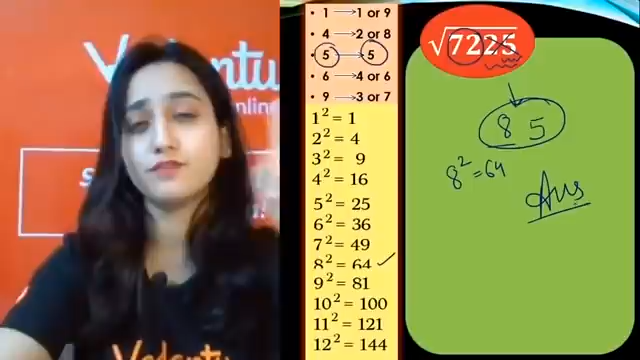 Vedantu
online
S
• 1 → 1 or 9
• 4 → 2 or 8
• 5 → 5
• 6 → 4 or 6
• 9 → 3 or 7
1² = 1
2² = 4
3² = 9
4² = 16
5² = 25
6² = 36
7² = 49
8² = 64 ✓
9² = 81
10² = 100
11² = 121
12² = 144
√7225
85
8² = 64
Ans
Vedantu